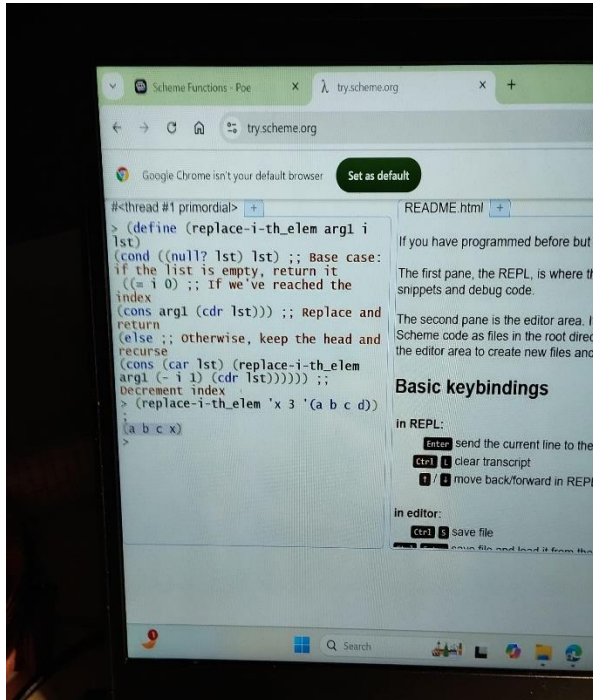 Scheme Functions - Poe
try.scheme.org
try.scheme.org
Google Chrome isn't your default browser
Set as default
#<thread #1 primordial>
> (define (replace-i-th_elem arg1 i
lst)
(cond ((null? lst) lst) ;; Base case:
if the list is empty, return it
((= i 0) ;; If we've reached the
index
(cons arg1 (cdr lst))) ;; Replace and
return
(else ;; Otherwise, keep the head and
recurse
(cons (car lst) (replace-i-th_elem
arg1 (- i 1) (cdr lst)))))) ;;
Decrement index
> (replace-i-th_elem 'x 3 '(a b c d))
;
(a b c x)
>
README.html
If you have programmed before but
The first pane, the REPL, is where
snippets and debug code.
The second pane is the editor area.
Scheme code as files in the root
the editor area to create new files
Basic keybindings
in REPL:
Enter send the current line to the
Ctrl L clear transcript
↑ / ↓ move back/forward in
in editor:
Ctrl S save file
save file and load it from
1
Search